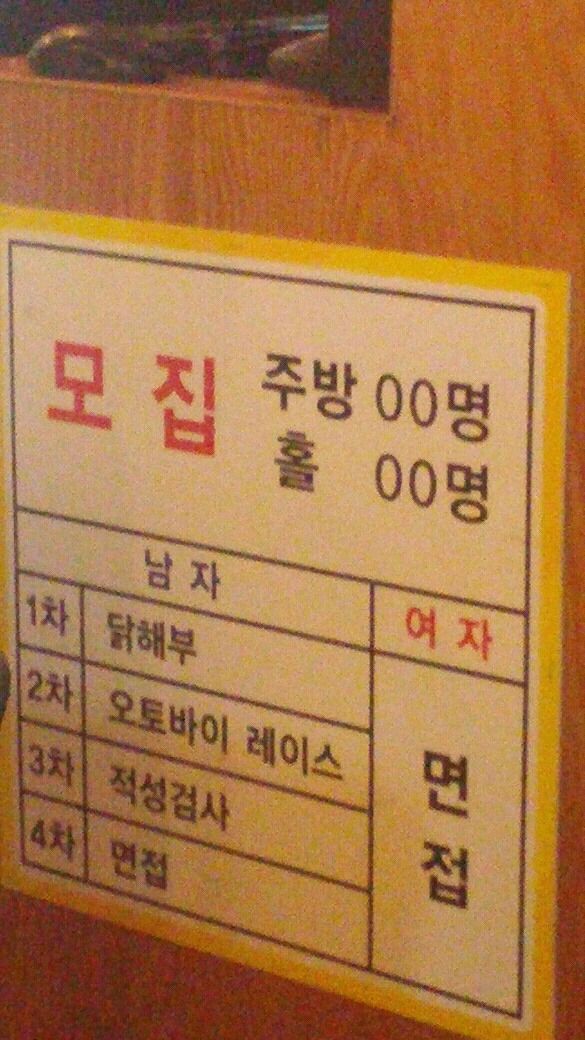 모집 주방 00명
홀 00명
남자 여자
1차 닭해부
2차 오토바이 레이스
3차 적성검사
4차 면접
면접